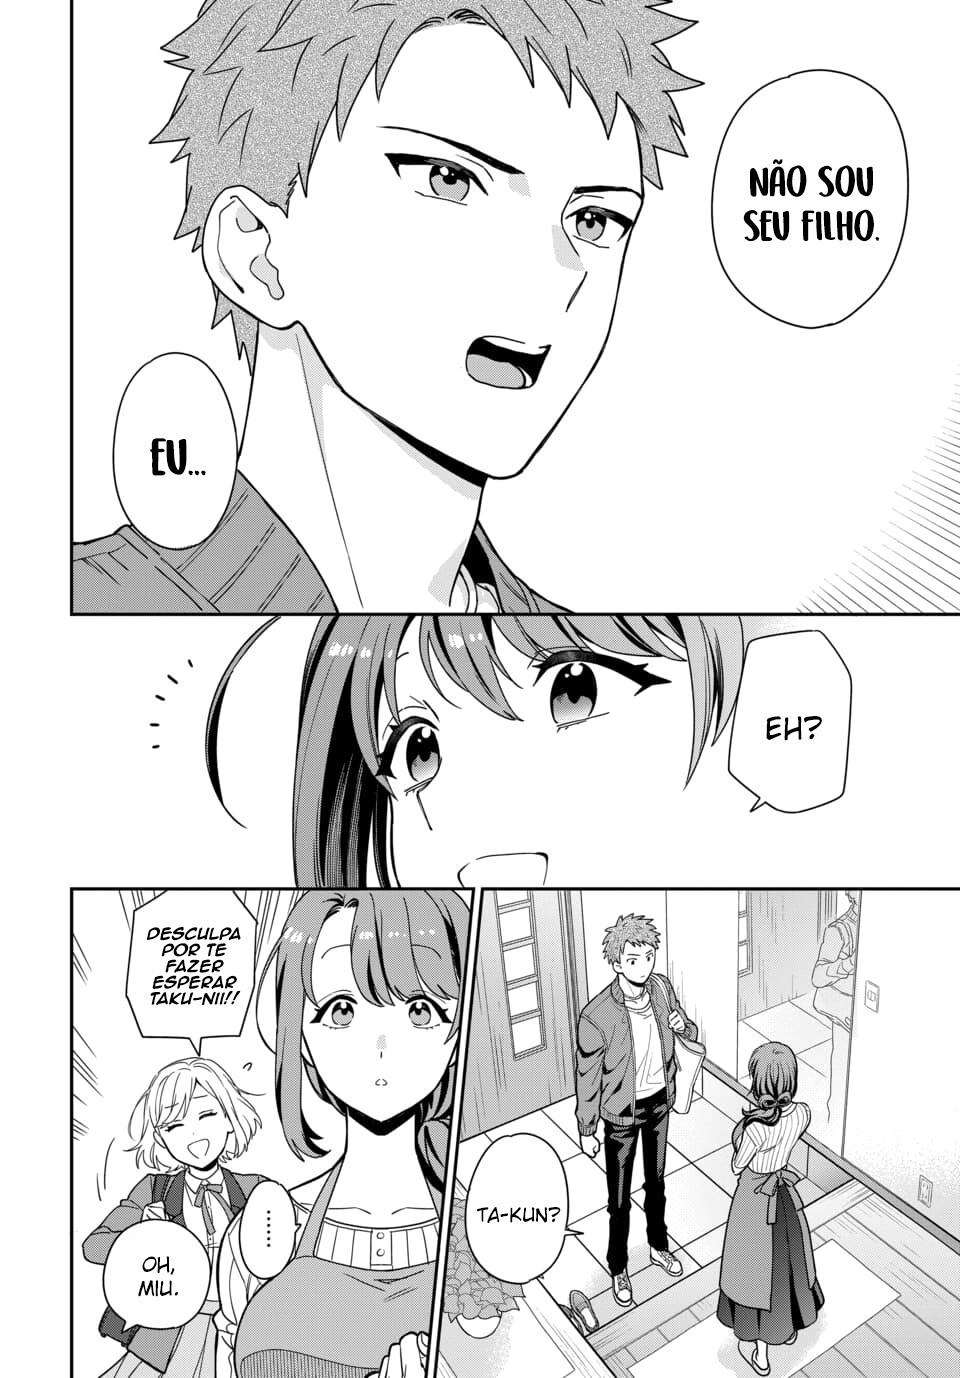 EU...
NÃO SOU
SEU FILHO.
EH?
TA-KUN?
DESCULPA
POR TE
FAZER
ESPERAR
TAKU-NII!!
......
OH,
MIU.